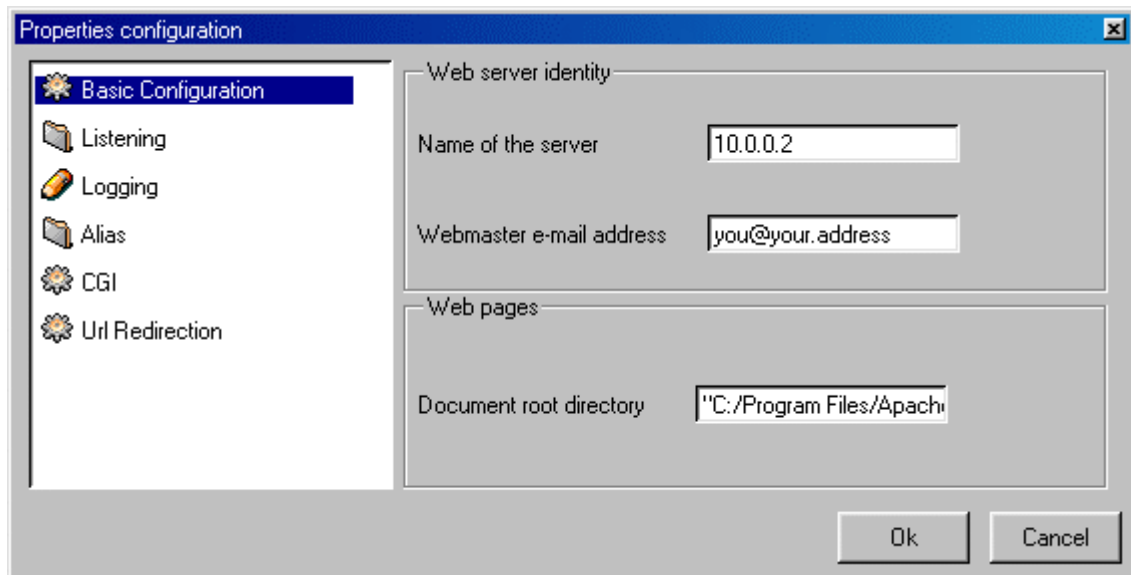 Properties configuration
Basic Configuration
Listening
Logging
Alias
CGI
Url Redirection
Web server identity
Name of the server 10.0.0.2
Webmaster e-mail address you@your.address
Web pages
Document root directory "C:/Program Files/Apache
Ok Cancel